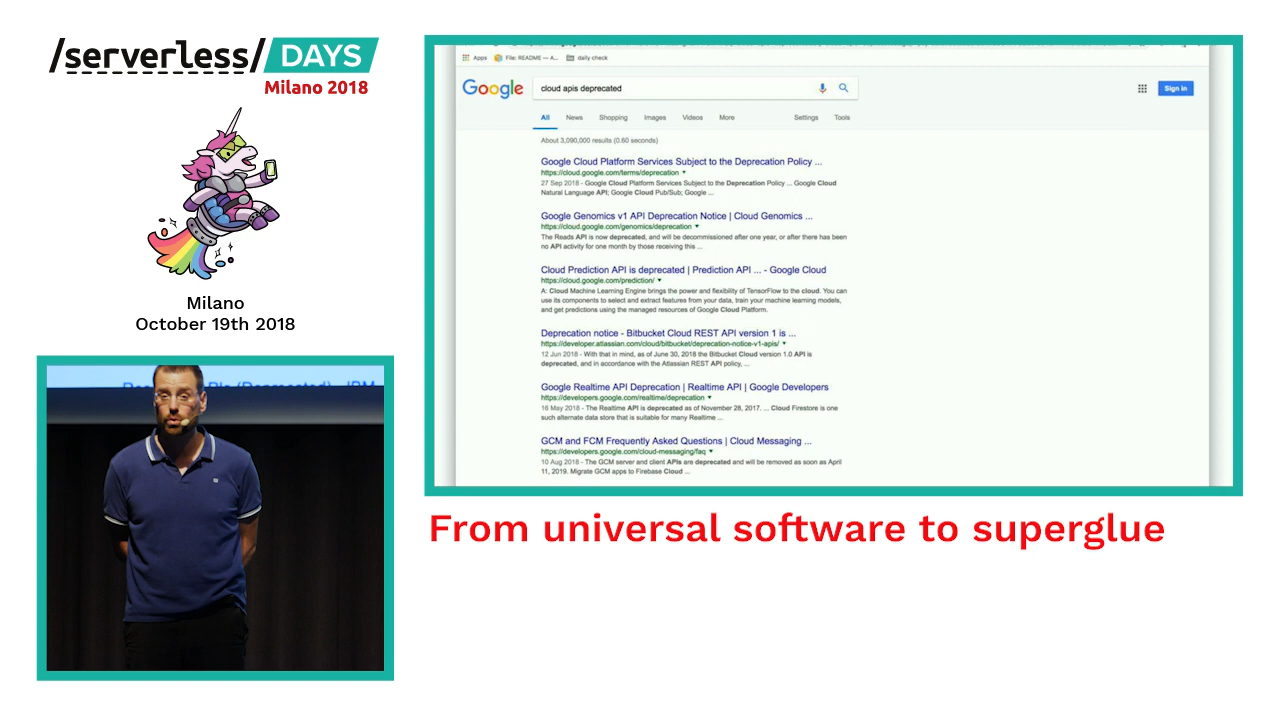 /serverless/ DAYS
Milano 2018
Milano
October 19th 2018
Apps File: README — A... daily check
Google
cloud apis deprecated
Sign in
All News Shopping Images Videos More Settings Tools
About 3,090,000 results (0.60 seconds)
Google Cloud Platform Services Subject to the Deprecation Policy ...
https://cloud.google.com/terms/deprecation
27 Sep 2018 - Google Cloud Platform Services Subject to the Deprecation Policy ... Google Cloud
Natural Language API; Google Cloud Pub/Sub; Google ...
Google Genomics v1 API Deprecation Notice | Cloud Genomics ...
https://cloud.google.com/genomics/deprecation
The Reads API is now deprecated, and will be decommissioned after one year, or after there has been
no API activity for one month by those receiving this ...
Cloud Prediction API is deprecated | Prediction API ... - Google Cloud
https://cloud.google.com/prediction/
A: Cloud Machine Learning Engine brings the power and flexibility of TensorFlow to the cloud. You can
use its components to select and extract features from your data, train your machine learning models,
and get predictions using the managed resources of Google Cloud Platform.
Deprecation notice - Bitbucket Cloud REST API version 1 is ...
https://developer.atlassian.com/cloud/bitbucket/deprecation-notice-v1-apis/
12 Jun 2018 - With that in mind, as of June 30, 2018 the Bitbucket Cloud version 1.0 API is
deprecated, and in accordance with the Atlassian REST API policy, ...
Google Realtime API Deprecation | Realtime API | Google Developers
https://developers.google.com/realtime/deprecation
16 May 2018 - The Realtime API is deprecated as of November 28, 2017. ... Cloud Firestore is one
such alternate data store that is suitable for many Realtime ...
GCM and FCM Frequently Asked Questions | Cloud Messaging ...
https://developers.google.com/cloud-messaging/faq
10 Aug 2018 - The GCM server and client APIs are deprecated and will be removed as soon as April
11, 2019. Migrate GCM apps to Firebase Cloud ...
From universal software to superglue